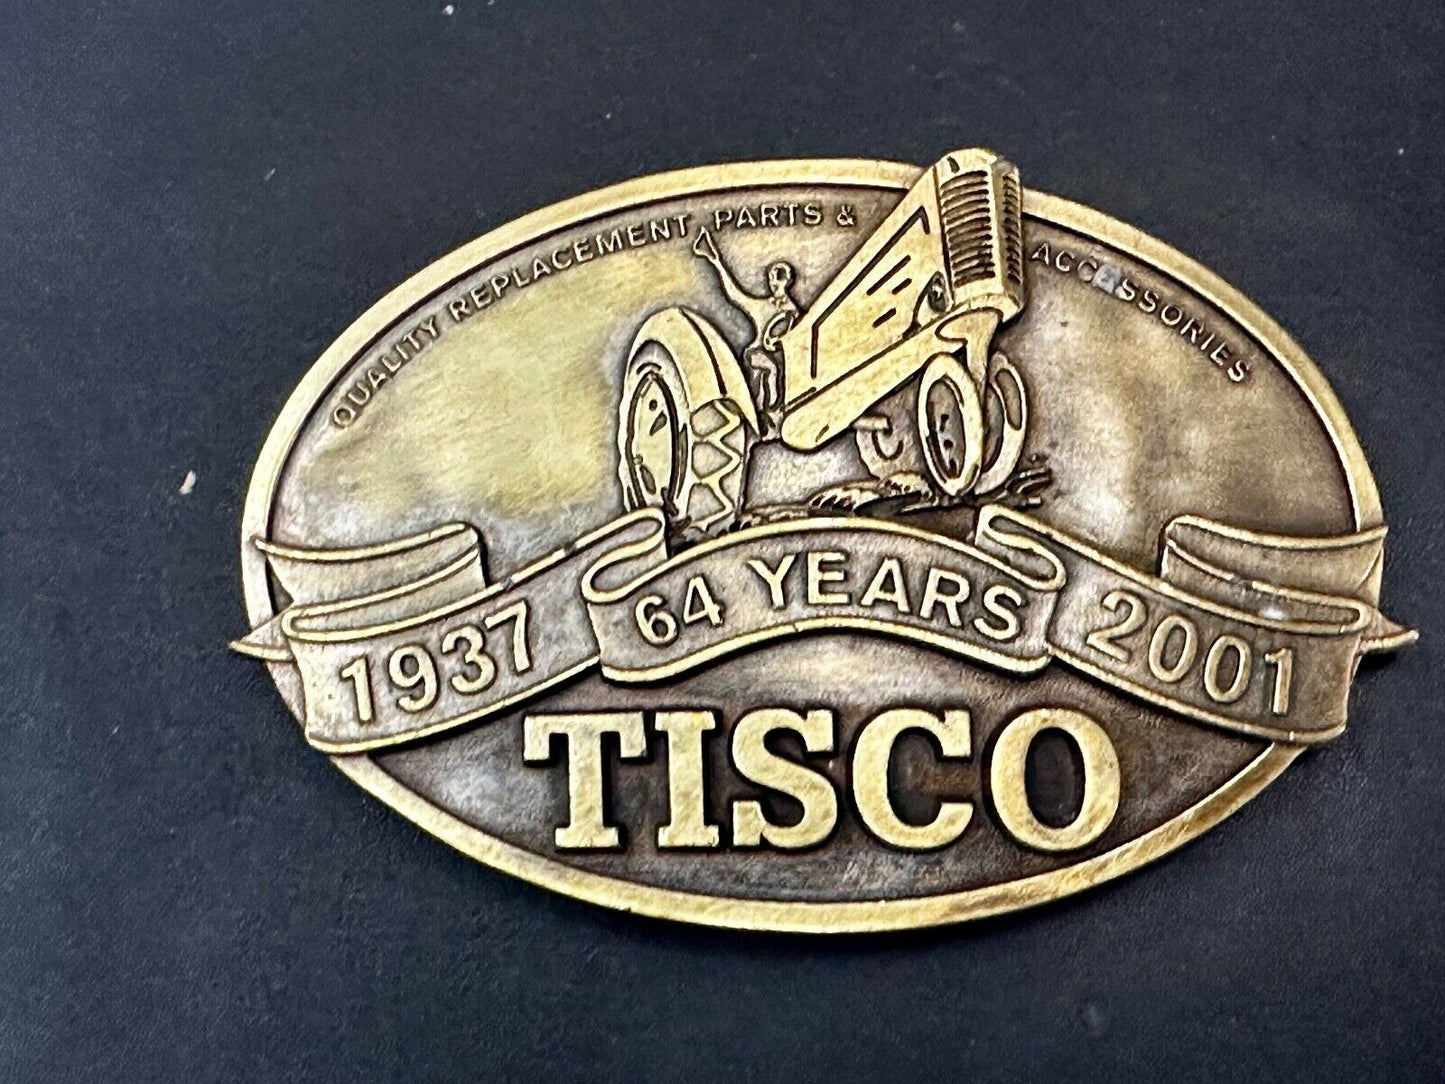 QUALITY REPLACEMENT PARTS & ACCESSORIES
1937 64 YEARS 2001
TISCO